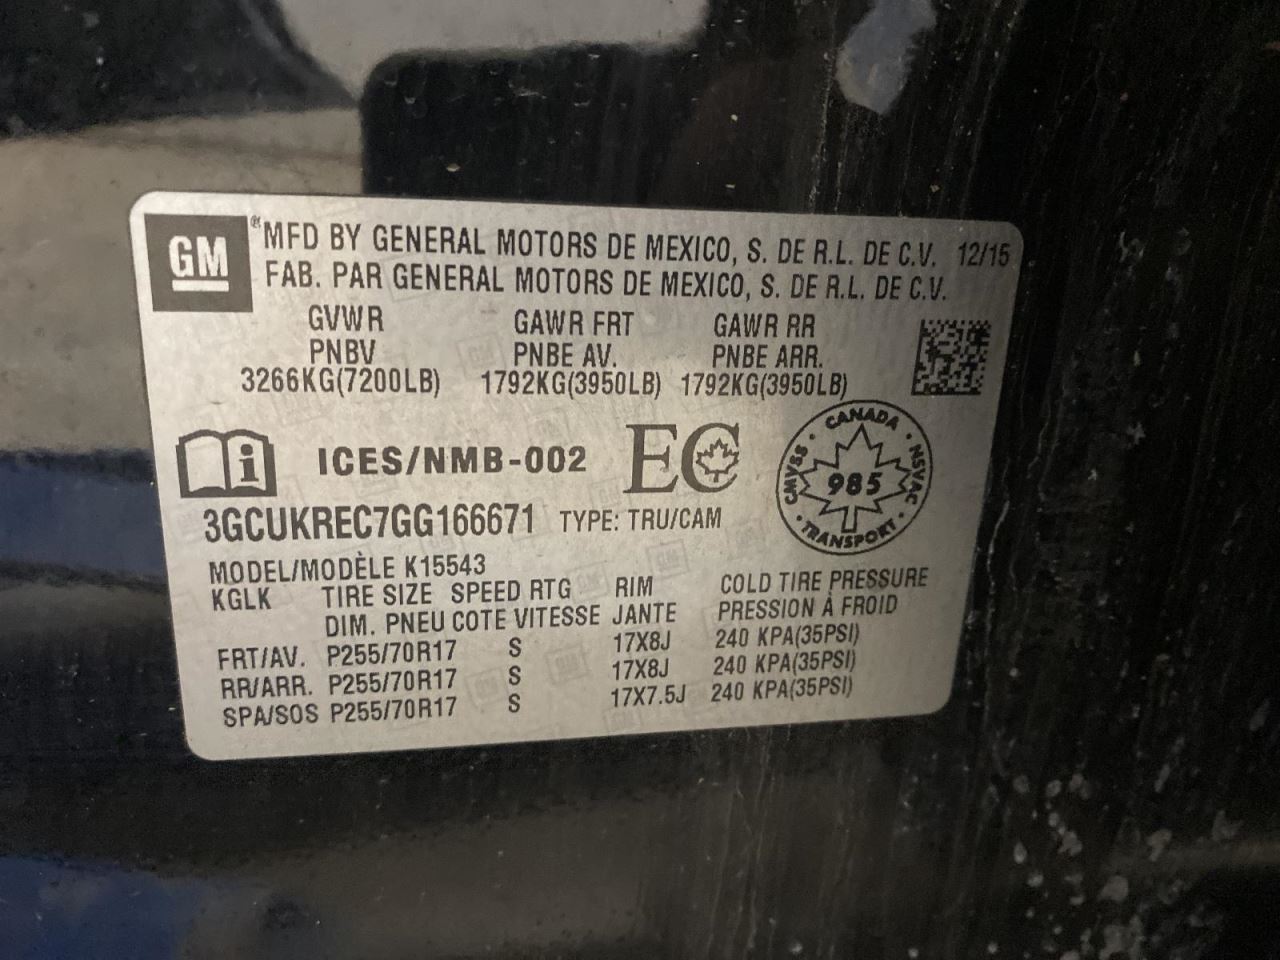 GM
® MFD BY GENERAL MOTORS DE MEXICO, S. DE R.L. DE C.V. 12/15
FAB. PAR GENERAL MOTORS DE MEXICO, S. DE R.L. DE C.V.
GVWR GAWR FRT GAWR RR
PNBV PNBE AV. PNBE ARR.
3266KG(7200LB) 1792KG(3950LB) 1792KG(3950LB)
i ICES/NMB-002 EC
CANADA · NSVAC · TRANSPORT · CMVSS ·
985
3GCUKREC7GG166671 TYPE: TRU/CAM
MODEL/MODÈLE K15543
KGLK TIRE SIZE SPEED RTG RIM COLD TIRE PRESSURE
DIM. PNEU COTE VITESSE JANTE PRESSION À FROID
FRT/AV. P255/70R17 S 17X8J 240 KPA(35PSI)
RR/ARR. P255/70R17 S 17X8J 240 KPA(35PSI)
SPA/SOS P255/70R17 S 17X7.5J 240 KPA(35PSI)